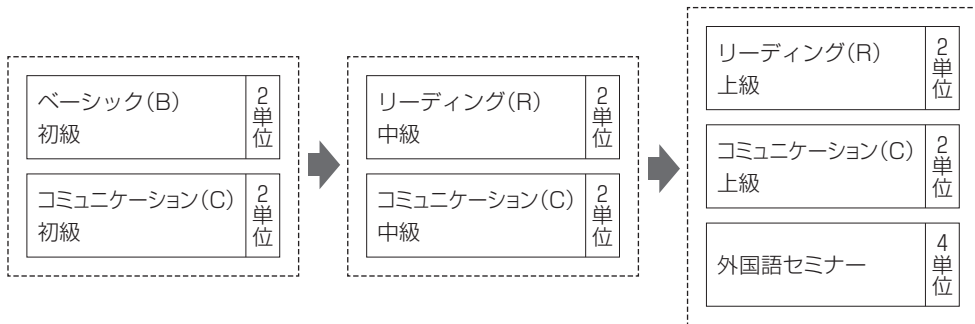 ベーシック(B)
初級
2単位
コミュニケーション(C)
初級
2単位
リーディング(R)
中級
2単位
コミュニケーション(C)
中級
2単位
リーディング(R)
上級
2単位
コミュニケーション(C)
上級
2単位
外国語セミナー
4単位